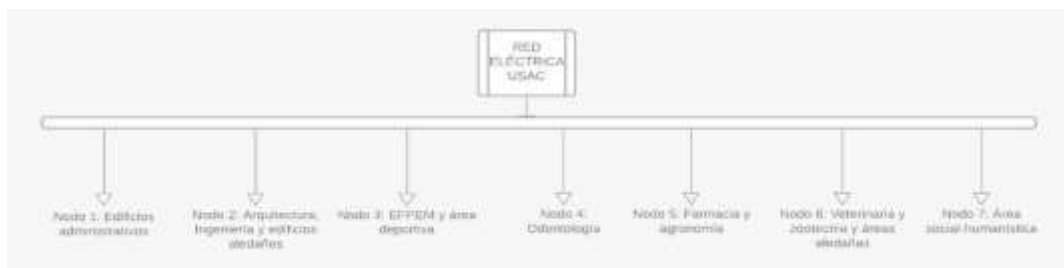 RED
ELÉCTRICA
USAC
Nodo 1: Edificios
administrativos
Nodo 2: Arquitectura,
Ingeniería y edificios
aledaños
Nodo 3: EFPEM y área
deportiva
Nodo 4:
Odontología
Nodo 5: Farmacia y
agronomía
Nodo 6: Veterinaria y
zootecnia y áreas
aledañas
Nodo 7: Área
social-humanística